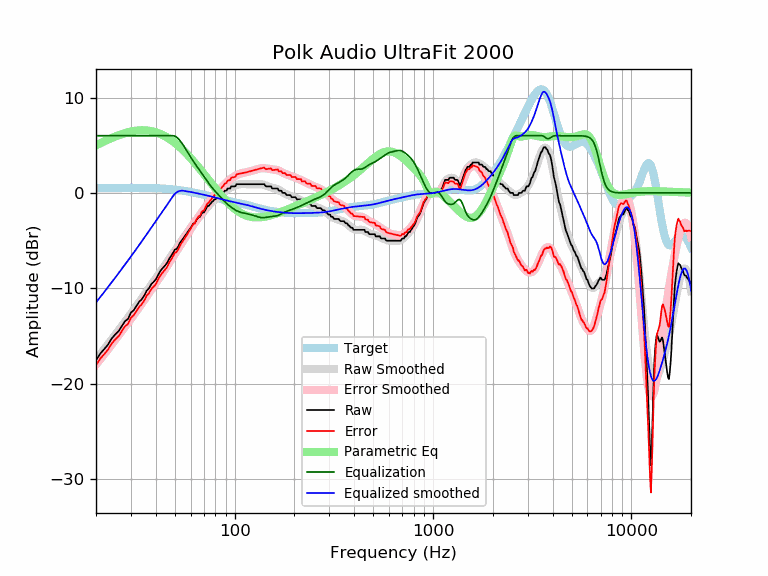 Polk Audio UltraFit 2000
Amplitude (dBr)
10
0
−10
−20
−30
Target
Raw Smoothed
Error Smoothed
Raw
Error
Parametric Eq
Equalization
Equalized smoothed
100
1000
10000
Frequency (Hz)